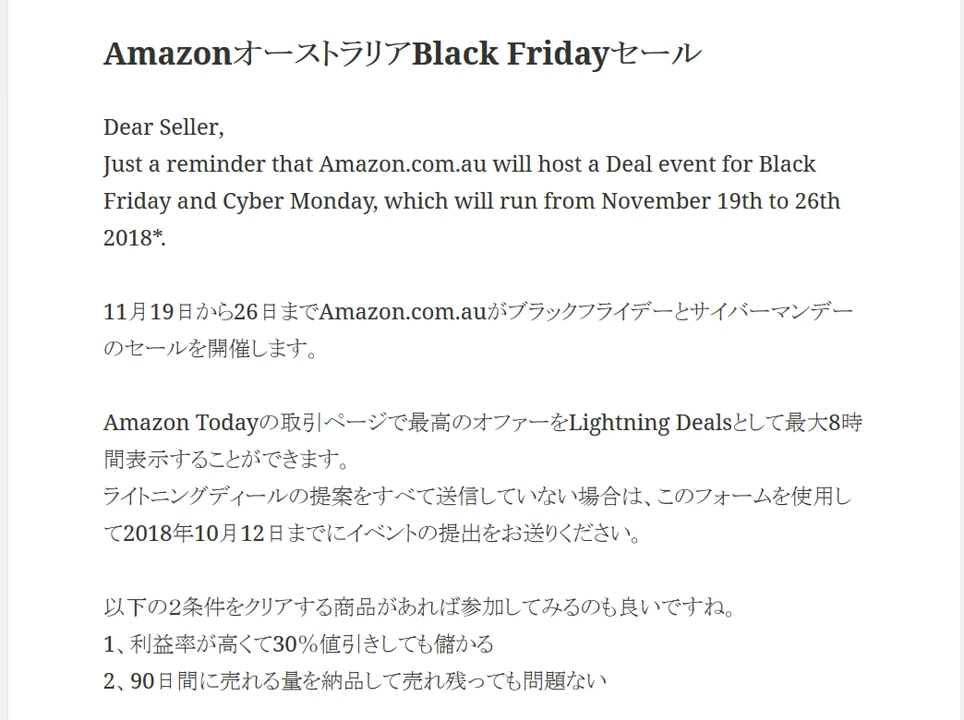 AmazonオーストラリアBlack Fridayセール
Dear Seller,
Just a reminder that Amazon.com.au will host a Deal event for Black
Friday and Cyber Monday, which will run from November 19th to 26th
2018*.
11月19日から26日までAmazon.com.auがブラックフライデーとサイバーマンデー
のセールを開催します。
Amazon Todayの取引ページで最高のオファーをLightning Dealsとして最大8時
間表示することができます。
ライトニングディールの提案をすべて送信していない場合は、このフォームを使用し
て2018年10月12日までにイベントの提出をお送りください。
以下の２条件をクリアする商品があれば参加してみるのも良いですね。
1、利益率が高くて30％値引きしても儲かる
2、90日間に売れる量を納品して売れ残っても問題ない